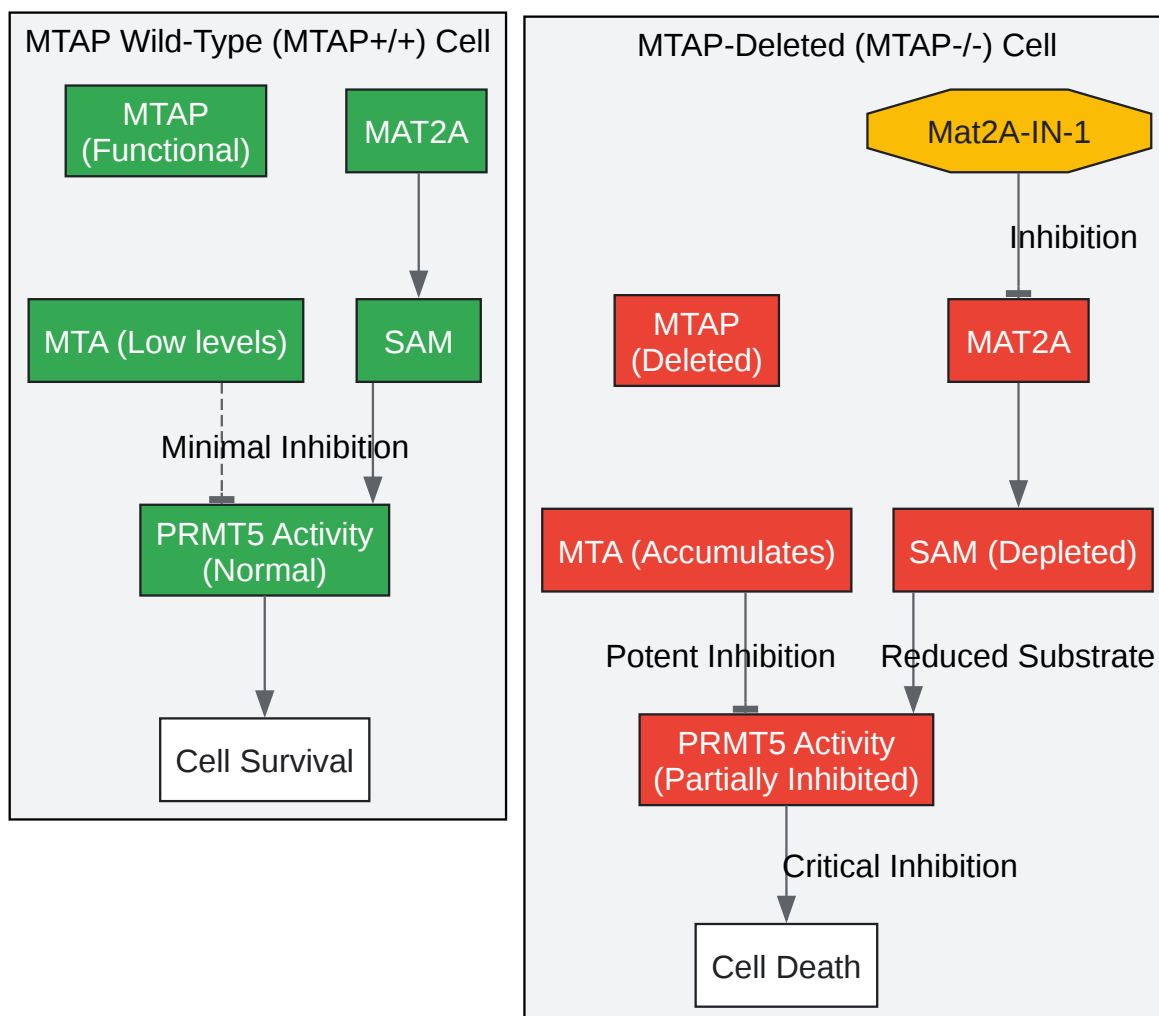 MTAP Wild-Type (MTAP+/+) Cell
MTAP
(Functional)
MAT2A
MTA (Low levels)
SAM
Minimal Inhibition
PRMT5 Activity
(Normal)
Cell Survival
MTAP-Deleted (MTAP-/-) Cell
Mat2A-IN-1
Inhibition
MTAP
(Deleted)
MAT2A
MTA (Accumulates)
SAM (Depleted)
Potent Inhibition
Reduced Substrate
PRMT5 Activity
(Partially Inhibited)
Critical Inhibition
Cell Death